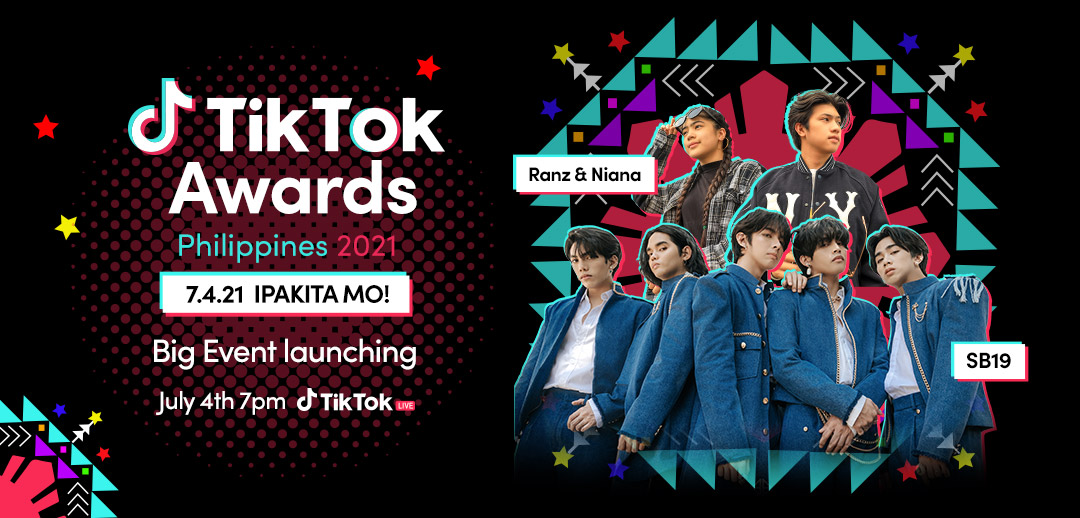 TikTok
Awards
Philippines 2021
7.4.21 IPAKITA MO!
Big Event launching
July 4th 7pm TikTok LIVE
Ranz & Niana
N Y
SB19